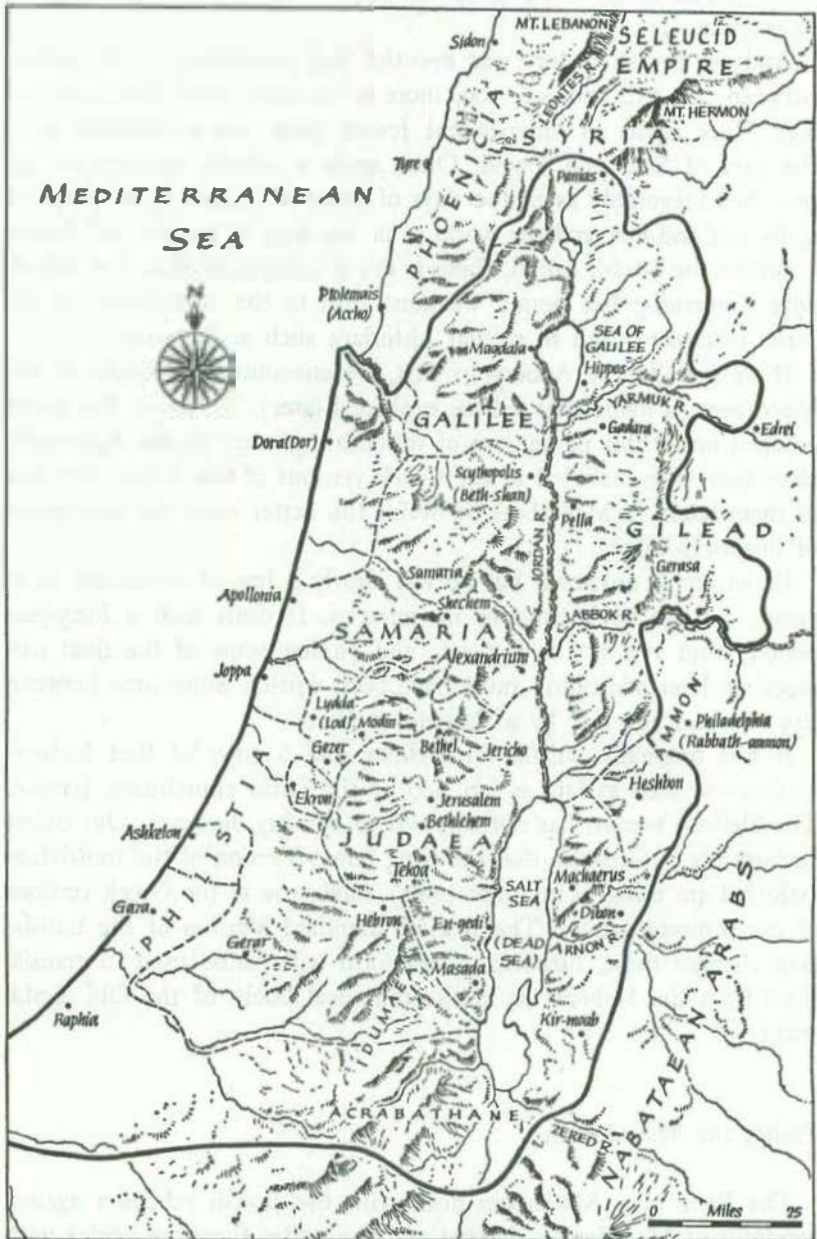 MT. LEBANON
Sidon
SELEUCID
EMPIRE
LEONTES R.
MT. HERMON
SYRIA
PHOENICIA
Tyre
Panias
MEDITERRANEAN
SEA
N
Ptolemais
(Accho)
SEA OF
GALILEE
Magdala
Hippos
YARMUK R.
GALILEE
Gadara
Edrei
Dora (Dor)
Scythopolis
(Beth-shan)
Pella
GILEAD
JORDAN R.
Gerasa
Samaria
Apollonia
Shechem
JABBOK R.
SAMARIA
Alexandrium
Joppa
Lydda
(Lod)
Modin
AMMON
Philadelphia
(Rabbath-ammon)
Gezer
Bethel
Jericho
Heshbon
Ekron
Jerusalem
Bethlehem
Ashkelon
JUDAEA
Tekoa
Machaerus
SALT
SEA
Gaza
Hebron
En-gedi
Dibon
(DEAD
SEA)
ARNON R.
Gerar
PHI
Masada
NABATAEAN ARABS
Raphia
IDUMEA
Kir-moab
ACRABATHANE
ZERED R.
0 Miles 25